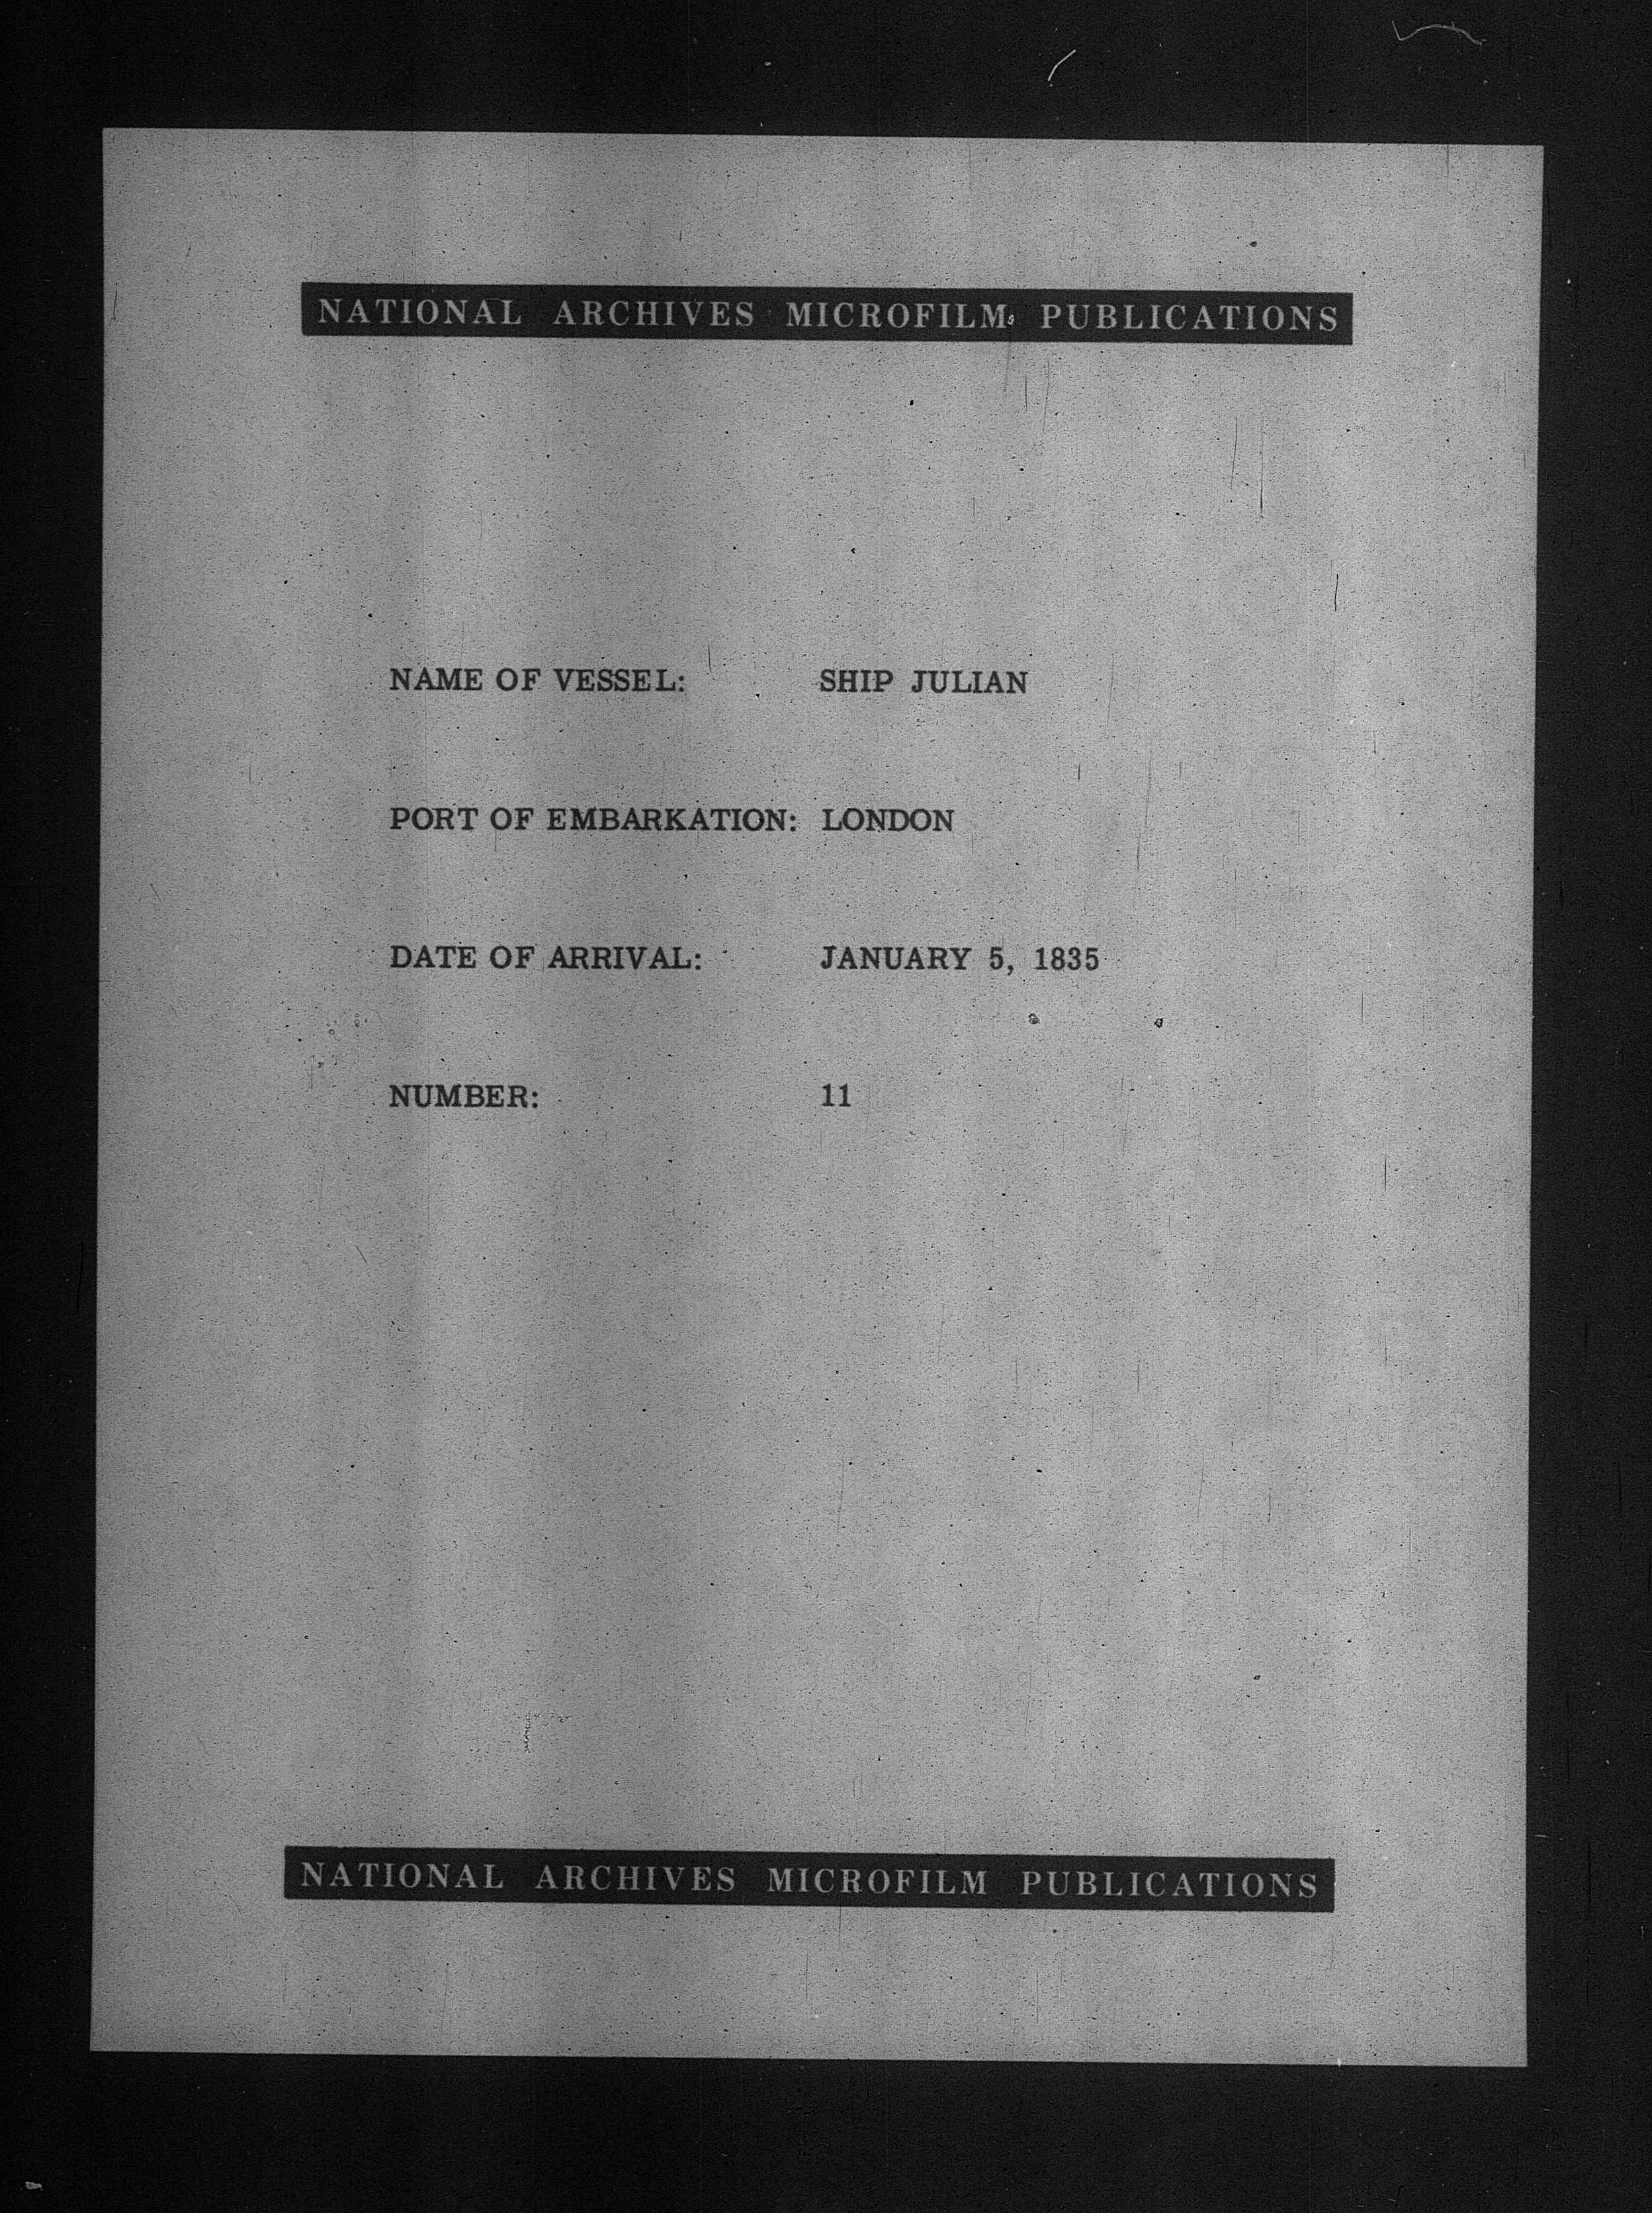 NATIONAL ARCHIVES MICROFILM PUBLICATIONS
NAME OF VESSEL: SHIP JULIAN
PORT OF EMBARKATION: LONDON
DATE OF ARRIVAL: JANUARY 5, 1835
NUMBER: 11
NATIONAL ARCHIVES MICROFILM PUBLICATIONS